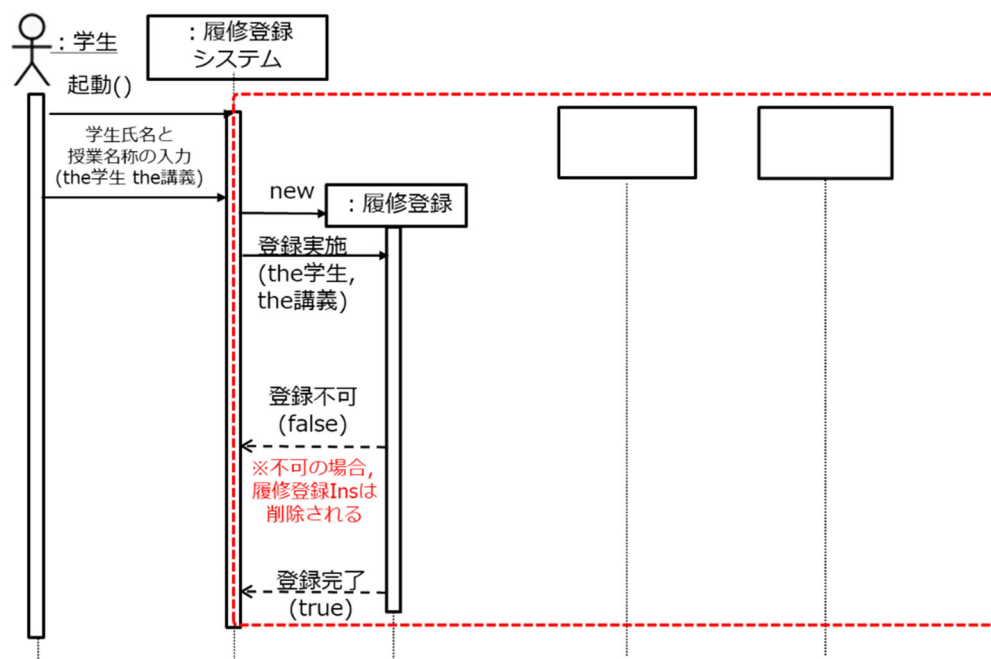 ：学生
：履修登録
システム
起動()
学生氏名と
授業名称の入力
(the学生 the講義)
new
：履修登録
登録実施
(the学生,
the講義)
登録不可
(false)
※不可の場合,
履修登録Insは
削除される
登録完了
(true)